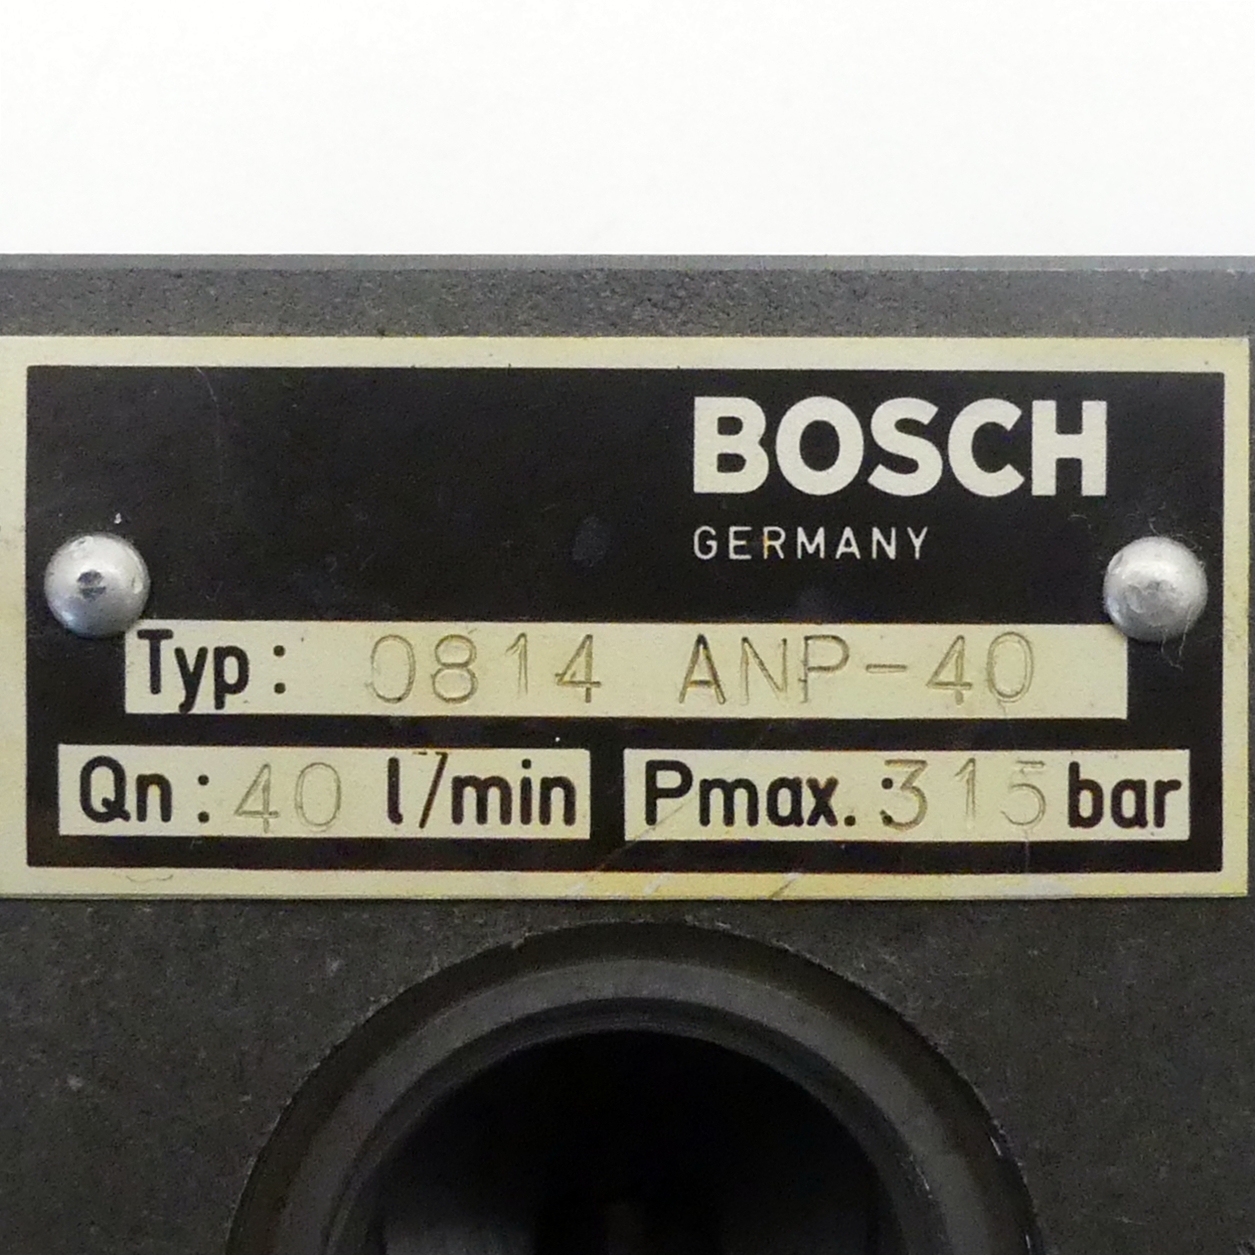 BOSCH
GERMANY
Typ: 0814 ANP-40
Qn: 40 l/min Pmax.:315 bar